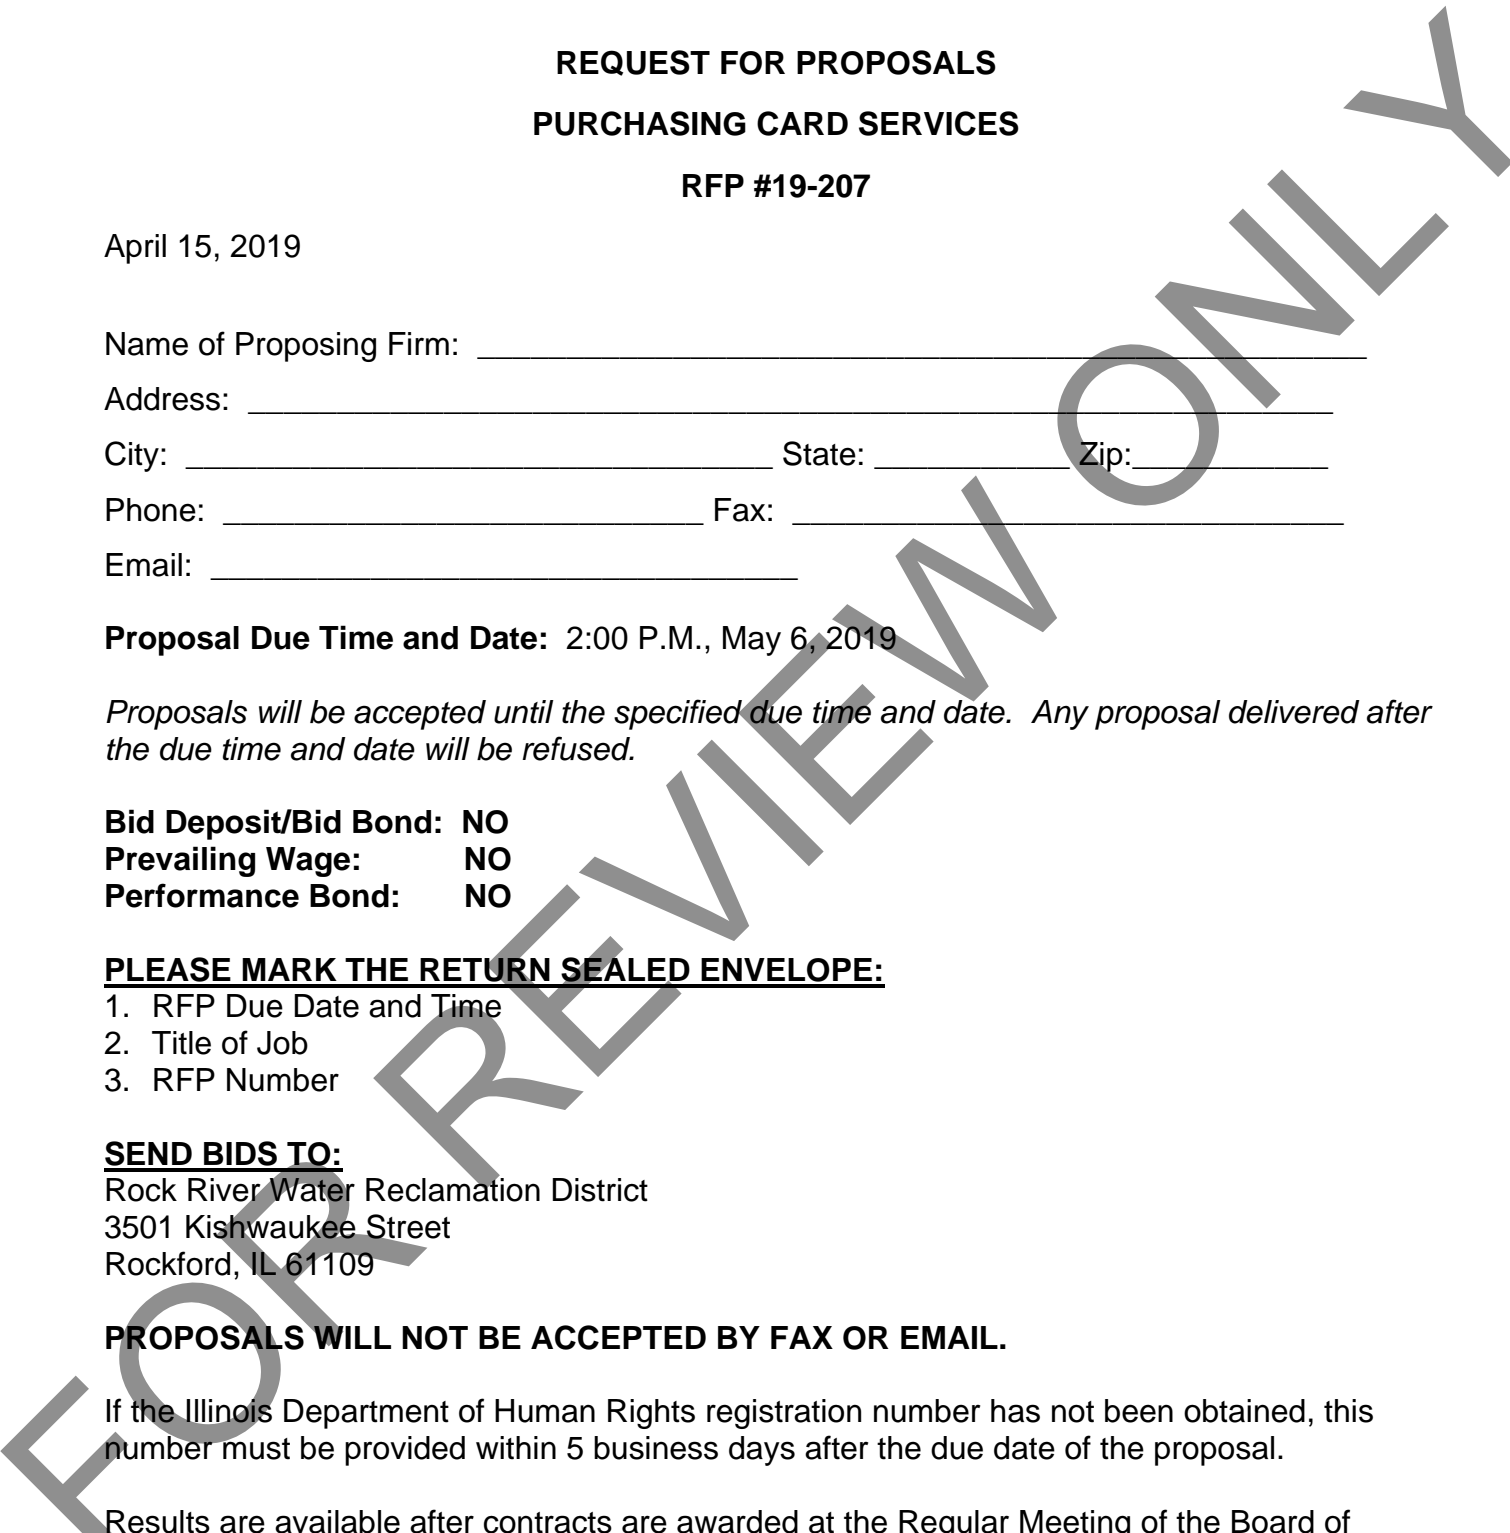 REQUEST FOR PROPOSALS
PURCHASING CARD SERVICES
RFP #19-207
April 15, 2019
Name of Proposing Firm: __________________________________________________
Address: _____________________________________________________________
City: _________________________________ State: ___________ Zip:___________
Phone: ___________________________ Fax: _______________________________
Email: _________________________________
Proposal Due Time and Date: 2:00 P.M., May 6, 2019
Proposals will be accepted until the specified due time and date. Any proposal delivered after
the due time and date will be refused.
Bid Deposit/Bid Bond: NO
Prevailing Wage: NO
Performance Bond: NO
PLEASE MARK THE RETURN SEALED ENVELOPE:
1. RFP Due Date and Time
2. Title of Job
3. RFP Number
SEND BIDS TO:
Rock River Water Reclamation District
3501 Kishwaukee Street
Rockford, IL 61109
PROPOSALS WILL NOT BE ACCEPTED BY FAX OR EMAIL.
If the Illinois Department of Human Rights registration number has not been obtained, this
number must be provided within 5 business days after the due date of the proposal.
Results are available after contracts are awarded at the Regular Meeting of the Board of
FOR REVIEW ONLY